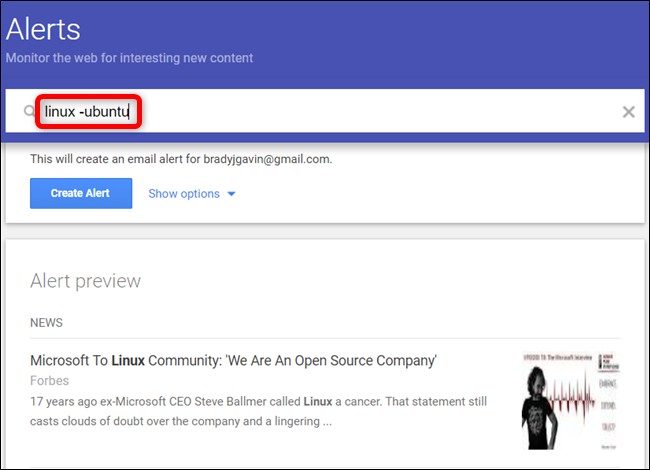 Alerts
Monitor the web for interesting new content
linux -ubuntu
This will create an email alert for bradyjgavin@gmail.com.
Create Alert
Show options
Alert preview
NEWS
Microsoft To Linux Community: 'We Are An Open Source Company'
Forbes
17 years ago ex-Microsoft CEO Steve Ballmer called Linux a cancer. That statement still
casts clouds of doubt over the company and a lingering ...